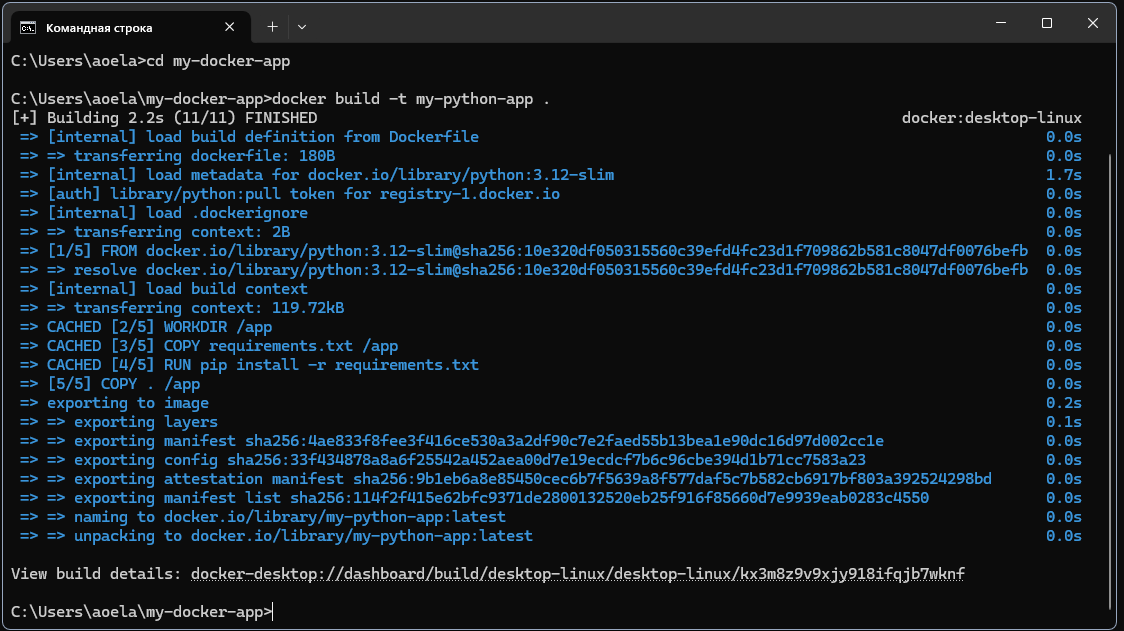 Командная строка
C:\Users\aoela>cd my-docker-app
C:\Users\aoela\my-docker-app>docker build -t my-python-app .
[+] Building 2.2s (11/11) FINISHED docker:desktop-linux
=> [internal] load build definition from Dockerfile 0.0s
=> => transferring dockerfile: 180B 0.0s
=> [internal] load metadata for docker.io/library/python:3.12-slim 1.7s
=> [auth] library/python:pull token for registry-1.docker.io 0.0s
=> [internal] load .dockerignore 0.0s
=> => transferring context: 2B 0.0s
=> [1/5] FROM docker.io/library/python:3.12-slim@sha256:10e320df050315560c39efd4fc23d1f709862b581c8047df0076befb 0.0s
=> => resolve docker.io/library/python:3.12-slim@sha256:10e320df050315560c39efd4fc23d1f709862b581c8047df0076befb 0.0s
=> [internal] load build context 0.0s
=> => transferring context: 119.72kB 0.0s
=> CACHED [2/5] WORKDIR /app 0.0s
=> CACHED [3/5] COPY requirements.txt /app 0.0s
=> CACHED [4/5] RUN pip install -r requirements.txt 0.0s
=> [5/5] COPY . /app 0.0s
=> exporting to image 0.2s
=> => exporting layers 0.1s
=> => exporting manifest sha256:4ae833f8fee3f416ce530a3a2df90c7e2faed55b13bea1e90dc16d97d002cc1e 0.0s
=> => exporting config sha256:33f434878a8a6f25542a452aea00d7e19ecdcf7b6c96cbe394d1b71cc7583a23 0.0s
=> => exporting attestation manifest sha256:9b1eb6a8e85450cec6b7f5639a8f577daf5c7b582cb6917bf803a392524298bd 0.0s
=> => exporting manifest list sha256:114f2f415e62bfc9371de2800132520eb25f916f85660d7e9939eab0283c4550 0.0s
=> => naming to docker.io/library/my-python-app:latest 0.0s
=> => unpacking to docker.io/library/my-python-app:latest 0.0s
View build details: docker-desktop://dashboard/build/desktop-linux/desktop-linux/kx3m8z9v9xjy918ifqjb7wknf
C:\Users\aoela\my-docker-app>